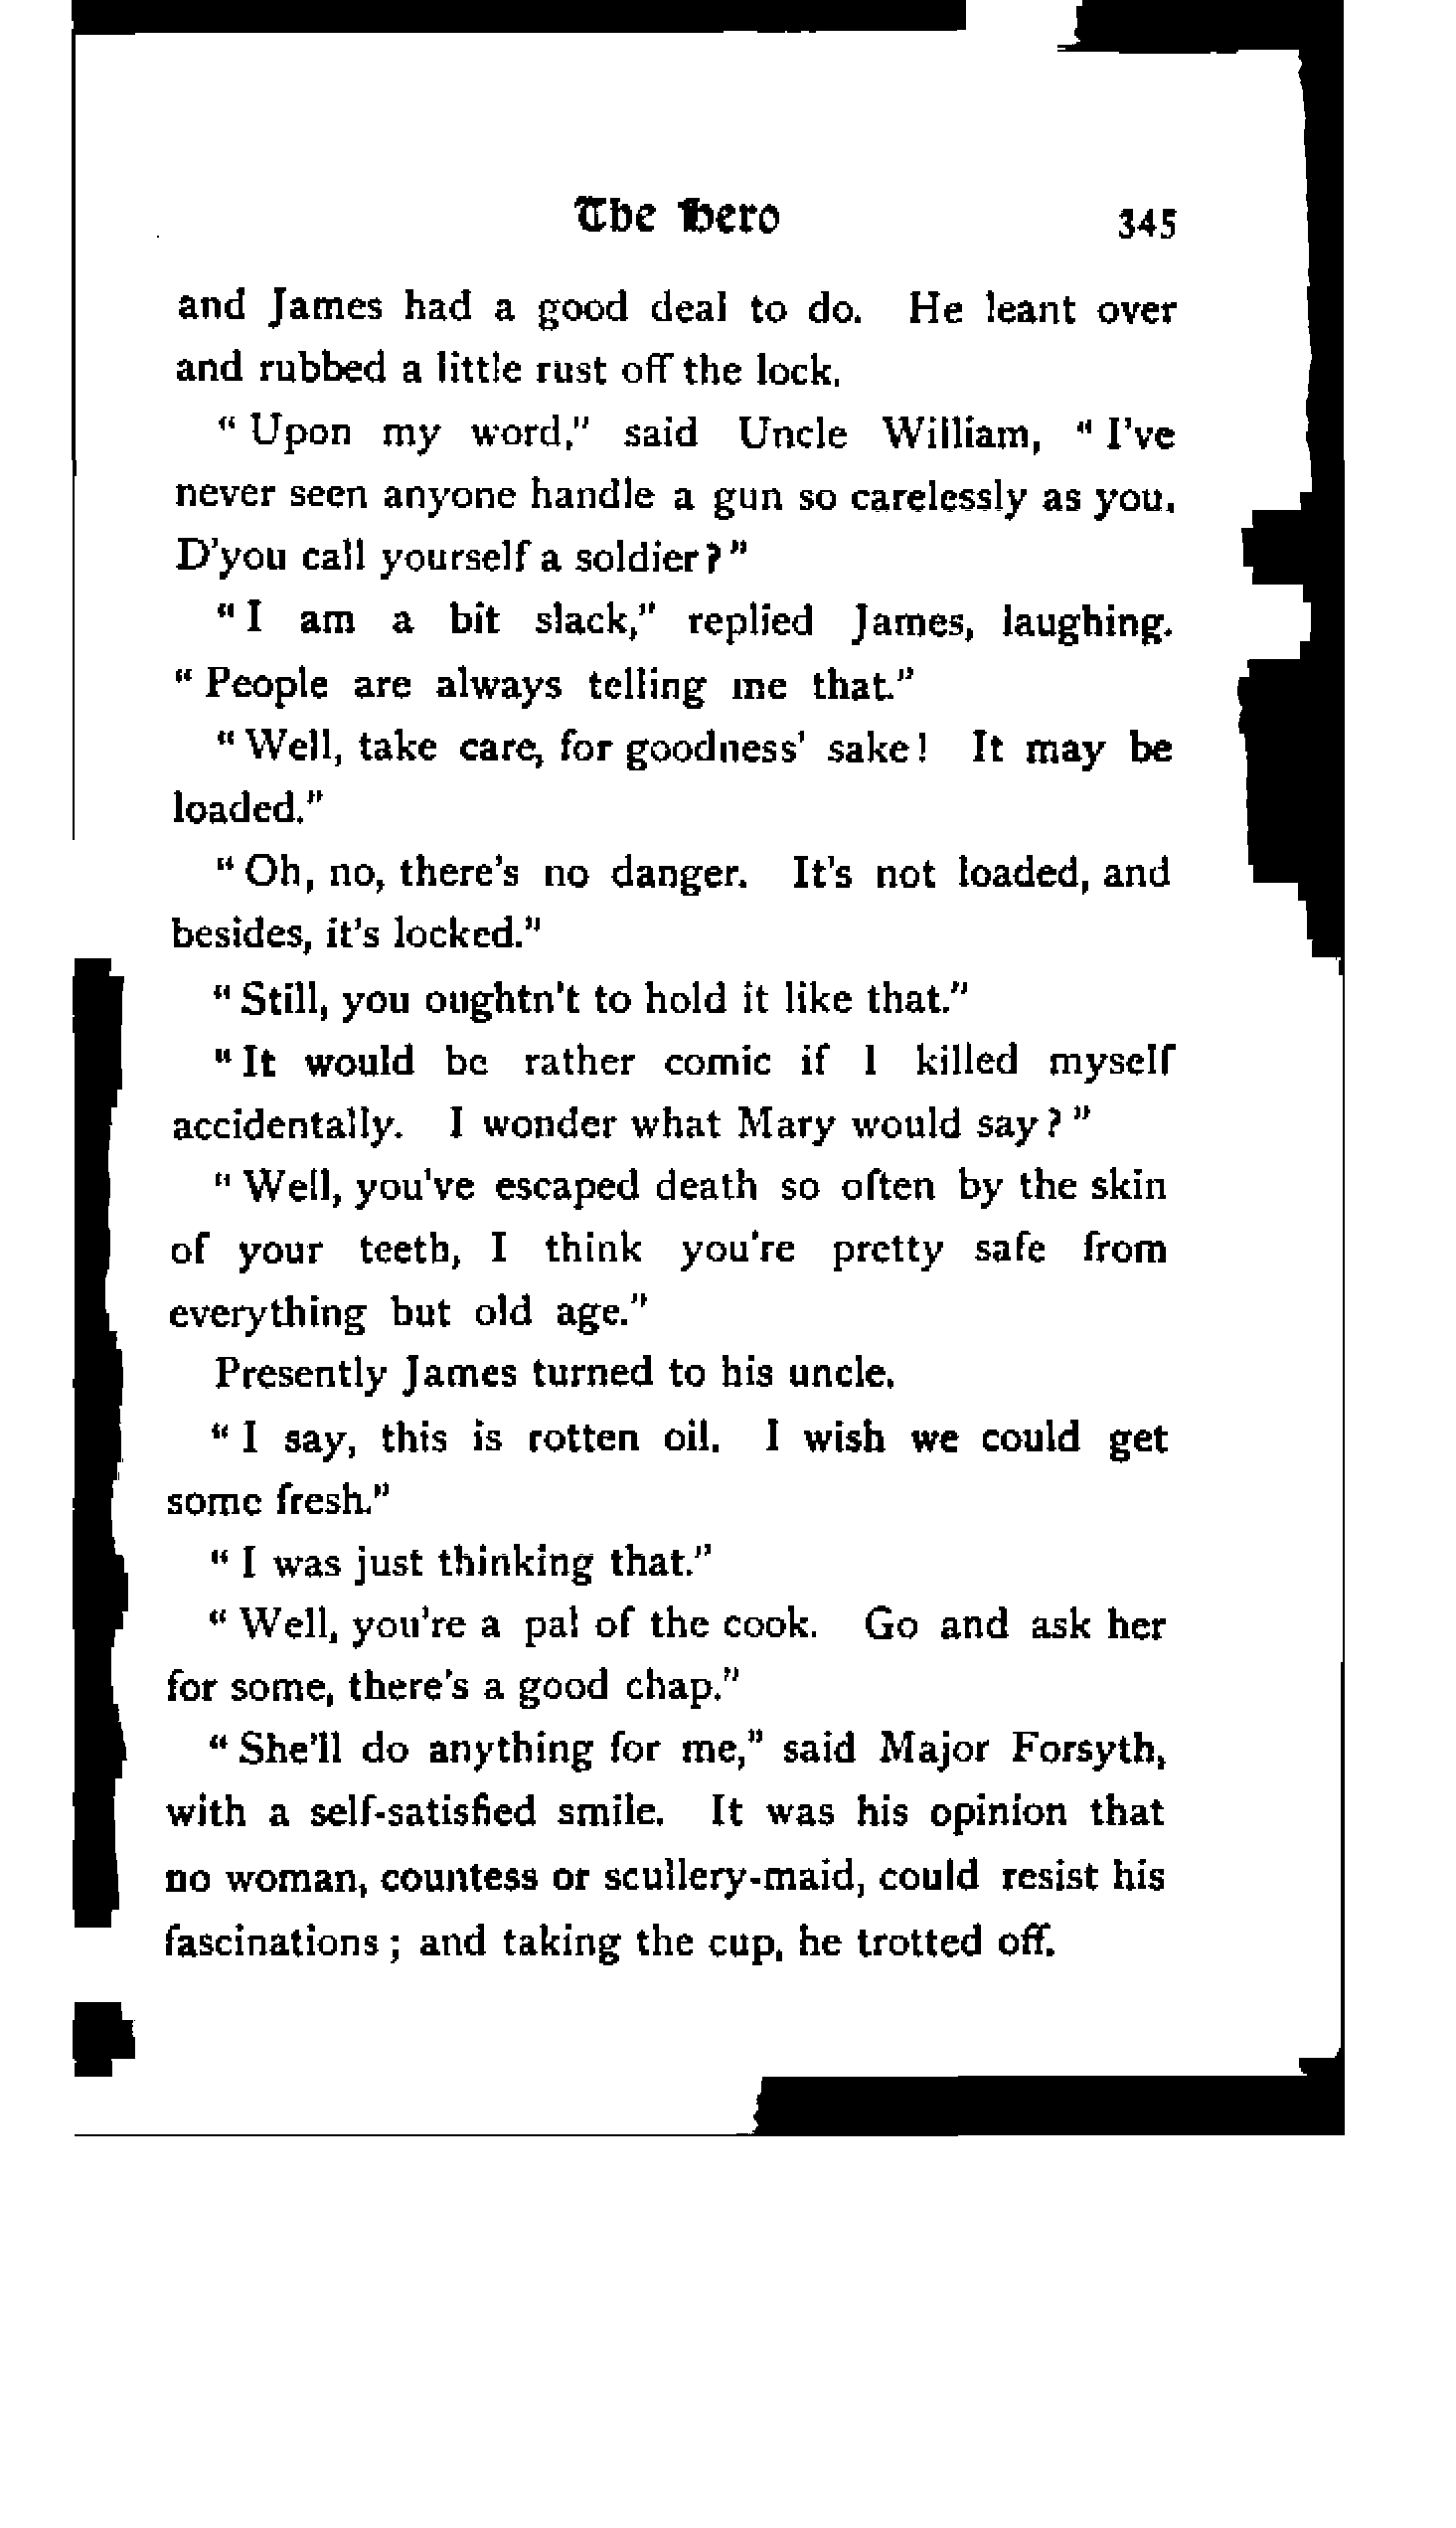 The Hero 345
and James had a good deal to do. He leant over
and rubbed a little rust off the lock.
“ Upon my word,” said Uncle William, “ I've
never seen anyone handle a gun so carelessly as you.
D'you call yourself a soldier?”
“ I am a bit slack,” replied James, laughing.
“ People are always telling me that.”
“ Well, take care, for goodness' sake! It may be
loaded.”
“ Oh, no, there's no danger. It's not loaded, and
besides, it's locked.”
“ Still, you oughtn't to hold it like that.”
“ It would be rather comic if I killed myself
accidentally. I wonder what Mary would say?”
“ Well, you've escaped death so often by the skin
of your teeth, I think you're pretty safe from
everything but old age.”
Presently James turned to his uncle.
“ I say, this is rotten oil. I wish we could get
some fresh.”
“ I was just thinking that.”
“ Well, you're a pal of the cook. Go and ask her
for some, there's a good chap.”
“ She'll do anything for me,” said Major Forsyth,
with a self-satisfied smile. It was his opinion that
no woman, countess or scullery-maid, could resist his
fascinations ; and taking the cup, he trotted off.